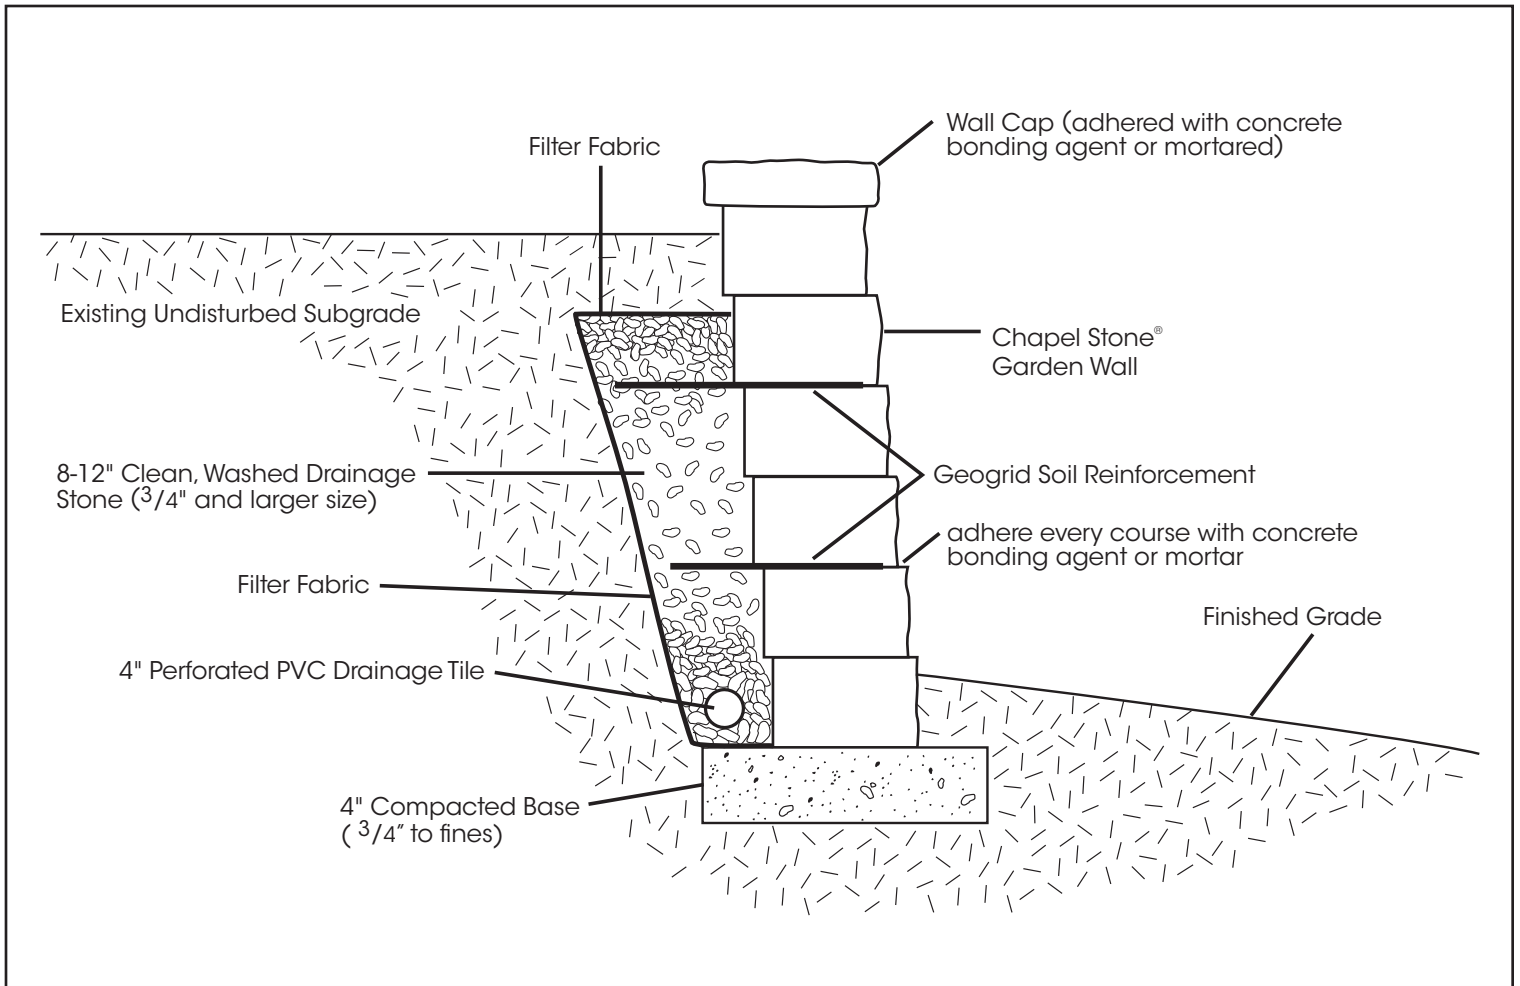 Wall Cap (adhered with concrete
bonding agent or mortared)
Filter Fabric
Existing Undisturbed Subgrade
Chapel Stone®
Garden Wall
8-12" Clean, Washed Drainage
Stone (3/4" and larger size)
Geogrid Soil Reinforcement
adhere every course with concrete
bonding agent or mortar
Filter Fabric
Finished Grade
4" Perforated PVC Drainage Tile
4" Compacted Base
( 3/4" to fines)